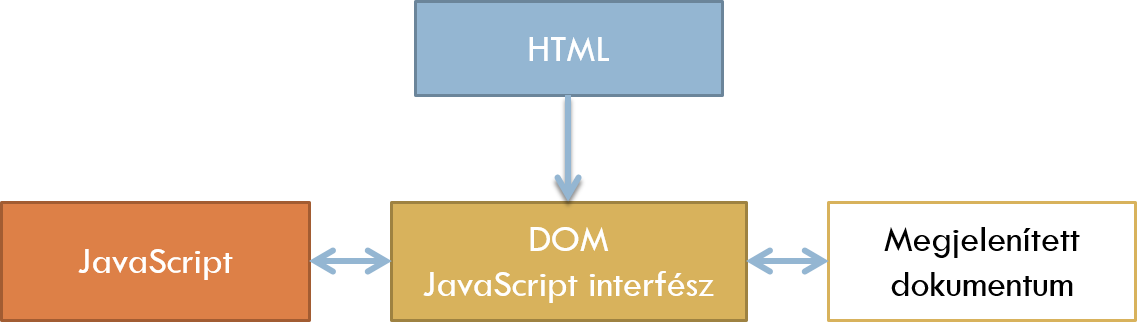 HTML
JavaScript
DOM
JavaScript interfész
Megjelenített
dokumentum